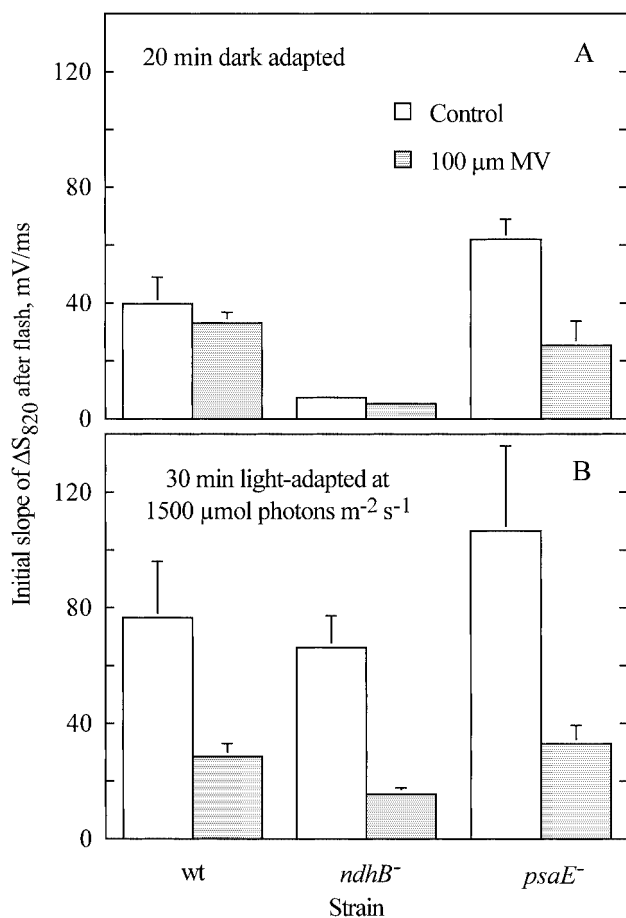 A
20 min dark adapted
Control
100 μm MV
120
80
40
0
B
30 min light-adapted at
1500 μmol photons m⁻² s⁻¹
120
80
40
0
Initial slope of ΔS₈₂₀ after flash, mV/ms
wt
ndhB⁻
psaE⁻
Strain